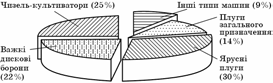 Чизель-культиватори (25 %)
Інші типи машин (9%)
Плуги
загального
призначення
(14%)
Важкі
дискові
борони
(22%)
Ярусні
плуги
(30%)